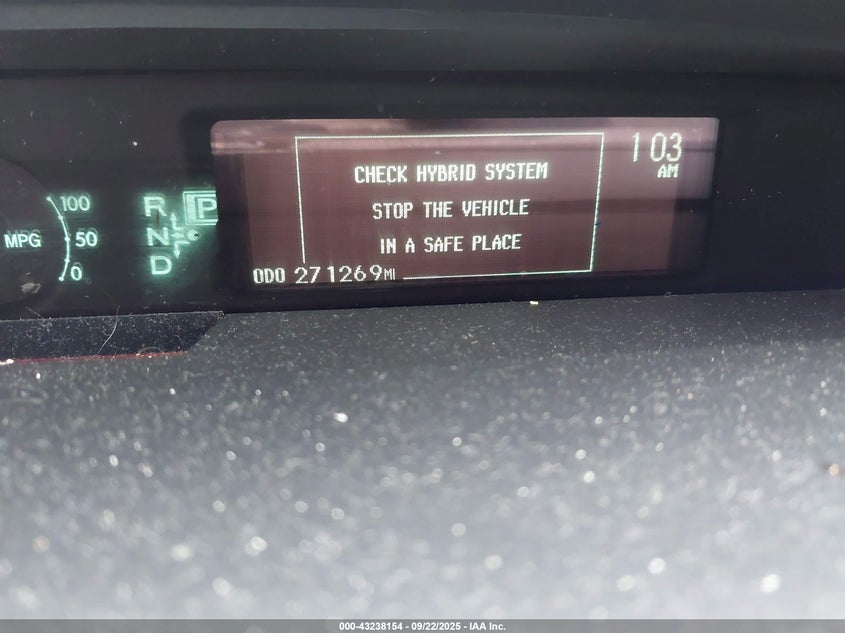 100
MPG
50
0
R
P
N
D
CHECK HYBRID SYSTEM
STOP THE VEHICLE
IN A SAFE PLACE
ODO 271269MI
1 03
AM
000-43238154 - 09/22/2025 - IAA Inc.